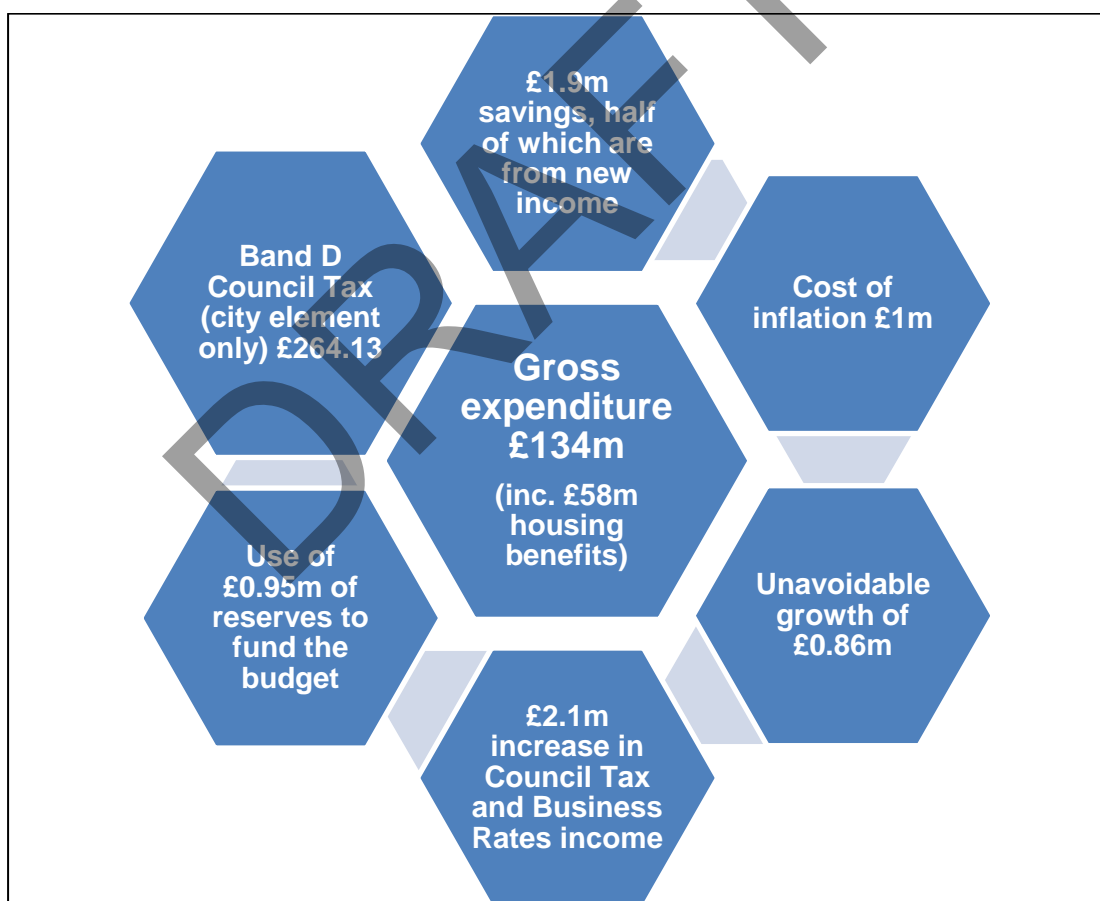 £1.9m
savings, half
of which are
from new
income
Cost of
inflation £1m
Unavoidable
growth of
£0.86m
£2.1m
increase in
Council Tax
and Business
Rates income
Use of
£0.95m of
reserves to
fund the
budget
Band D
Council Tax
(city element
only) £264.13
Gross
expenditure
£134m
(inc. £58m
housing
benefits)
DRAFT